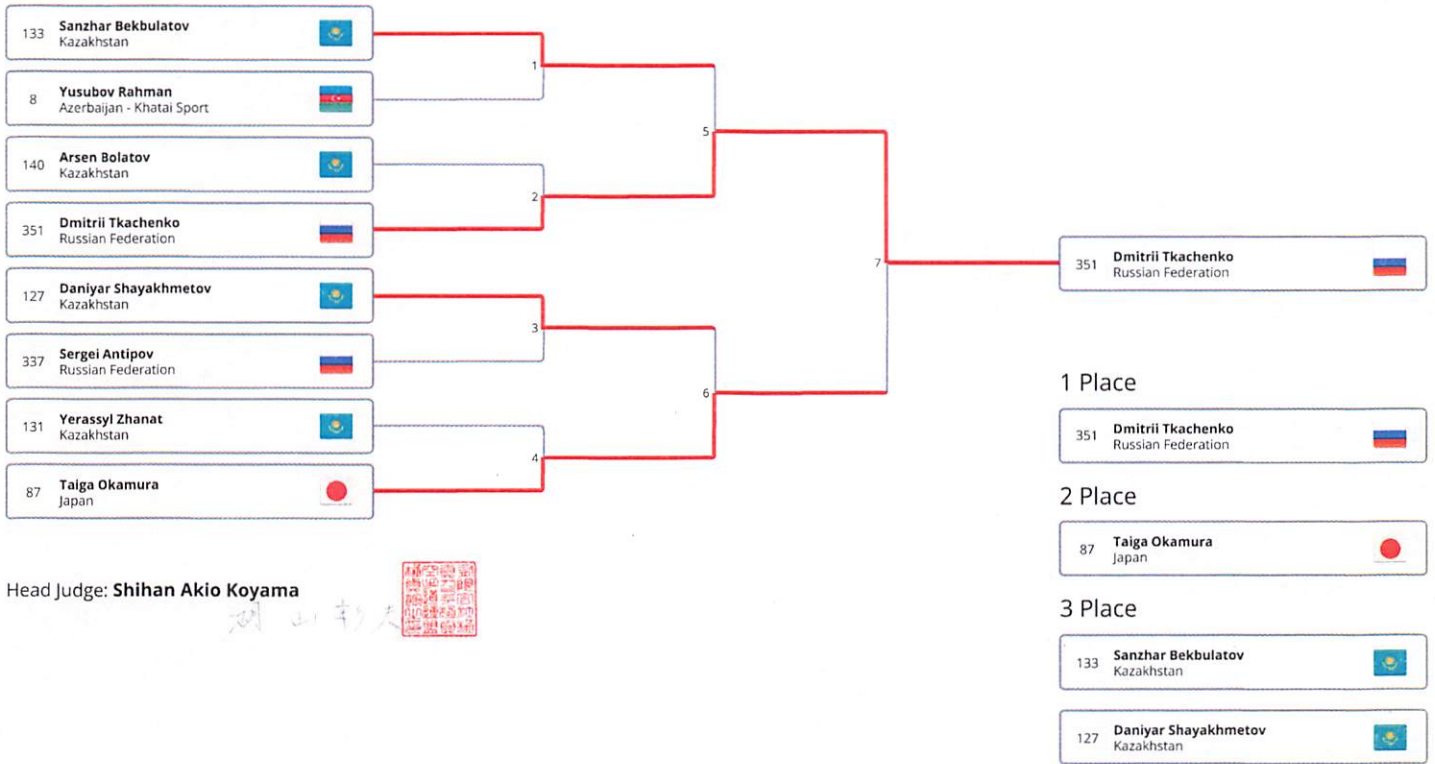 133 Sanzhar Bekbulatov
Kazakhstan
8 Yusubov Rahman
Azerbaijan - Khatai Sport
140 Arsen Bolatov
Kazakhstan
351 Dmitrii Tkachenko
Russian Federation
127 Daniyar Shayakhmetov
Kazakhstan
337 Sergei Antipov
Russian Federation
131 Yerassyl Zhanat
Kazakhstan
87 Taiga Okamura
Japan
1
2
3
4
5
6
7
351 Dmitrii Tkachenko
Russian Federation
1 Place
351 Dmitrii Tkachenko
Russian Federation
2 Place
87 Taiga Okamura
Japan
3 Place
133 Sanzhar Bekbulatov
Kazakhstan
127 Daniyar Shayakhmetov
Kazakhstan
Head Judge: Shihan Akio Koyama